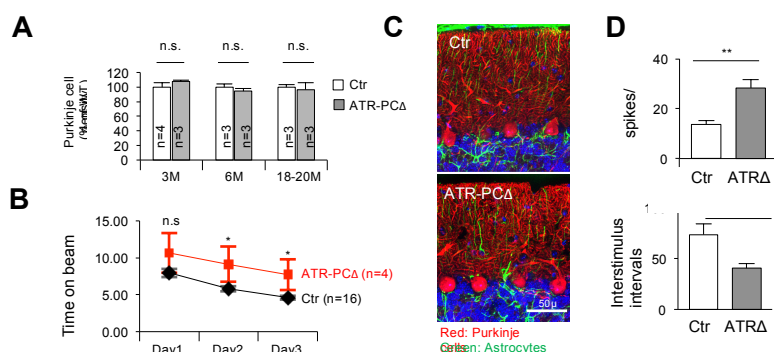 A
n.s.
n.s.
n.s.
Ctr
ATR-PCΔ
Purkinje cell
120
100
80
60
40
20
0
n=4
n=3
n=3
n=3
n=3
n=3
3M
6M
18-20M
B
Time on beam
15.00
10.00
5.00
0.00
n.s
*
*
ATR-PCΔ (n=4)
Ctr (n=16)
Day1
Day2
Day3
C
Ctr
ATR-PCΔ
50μ
Red: Purkinje
cells
Green: Astrocytes
D
spikes/
40
20
0
**
Ctr
ATRΔ
Interstimulus
intervals
50
0
Ctr
ATRΔ